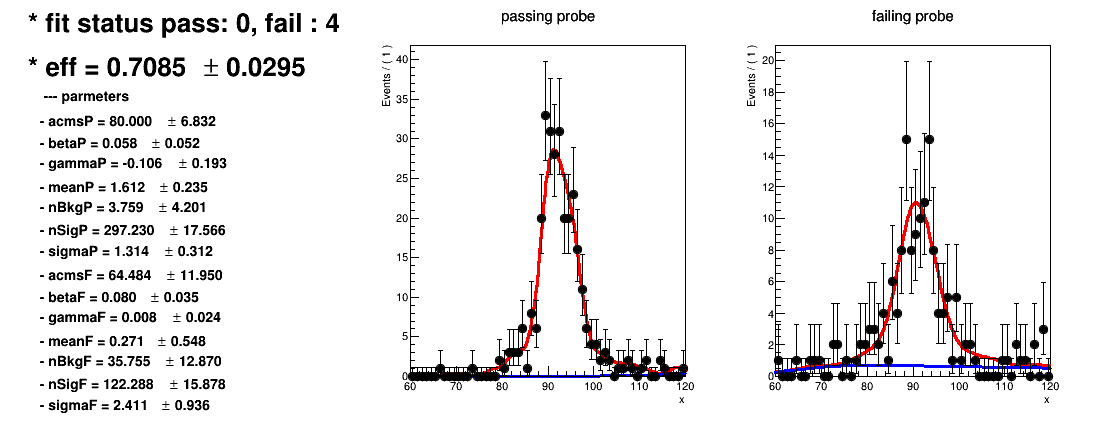 * fit status pass: 0, fail : 4
* eff = 0.7085 ± 0.0295
--- parmeters
- acmsP = 80.000 ± 6.832
- betaP = 0.058 ± 0.052
- gammaP = -0.106 ± 0.193
- meanP = 1.612 ± 0.235
- nBkgP = 3.759 ± 4.201
- nSigP = 297.230 ± 17.566
- sigmaP = 1.314 ± 0.312
- acmsF = 64.484 ± 11.950
- betaF = 0.080 ± 0.035
- gammaF = 0.008 ± 0.024
- meanF = 0.271 ± 0.548
- nBkgF = 35.755 ± 12.870
- nSigF = 122.288 ± 15.878
- sigmaF = 2.411 ± 0.936
passing probe
Events / ( 1 )
40
35
30
25
20
15
10
5
0
60 70 80 90 100 110 120
x
failing probe
Events / ( 1 )
20
18
16
14
12
10
8
6
4
2
0
60 70 80 90 100 110 120
x